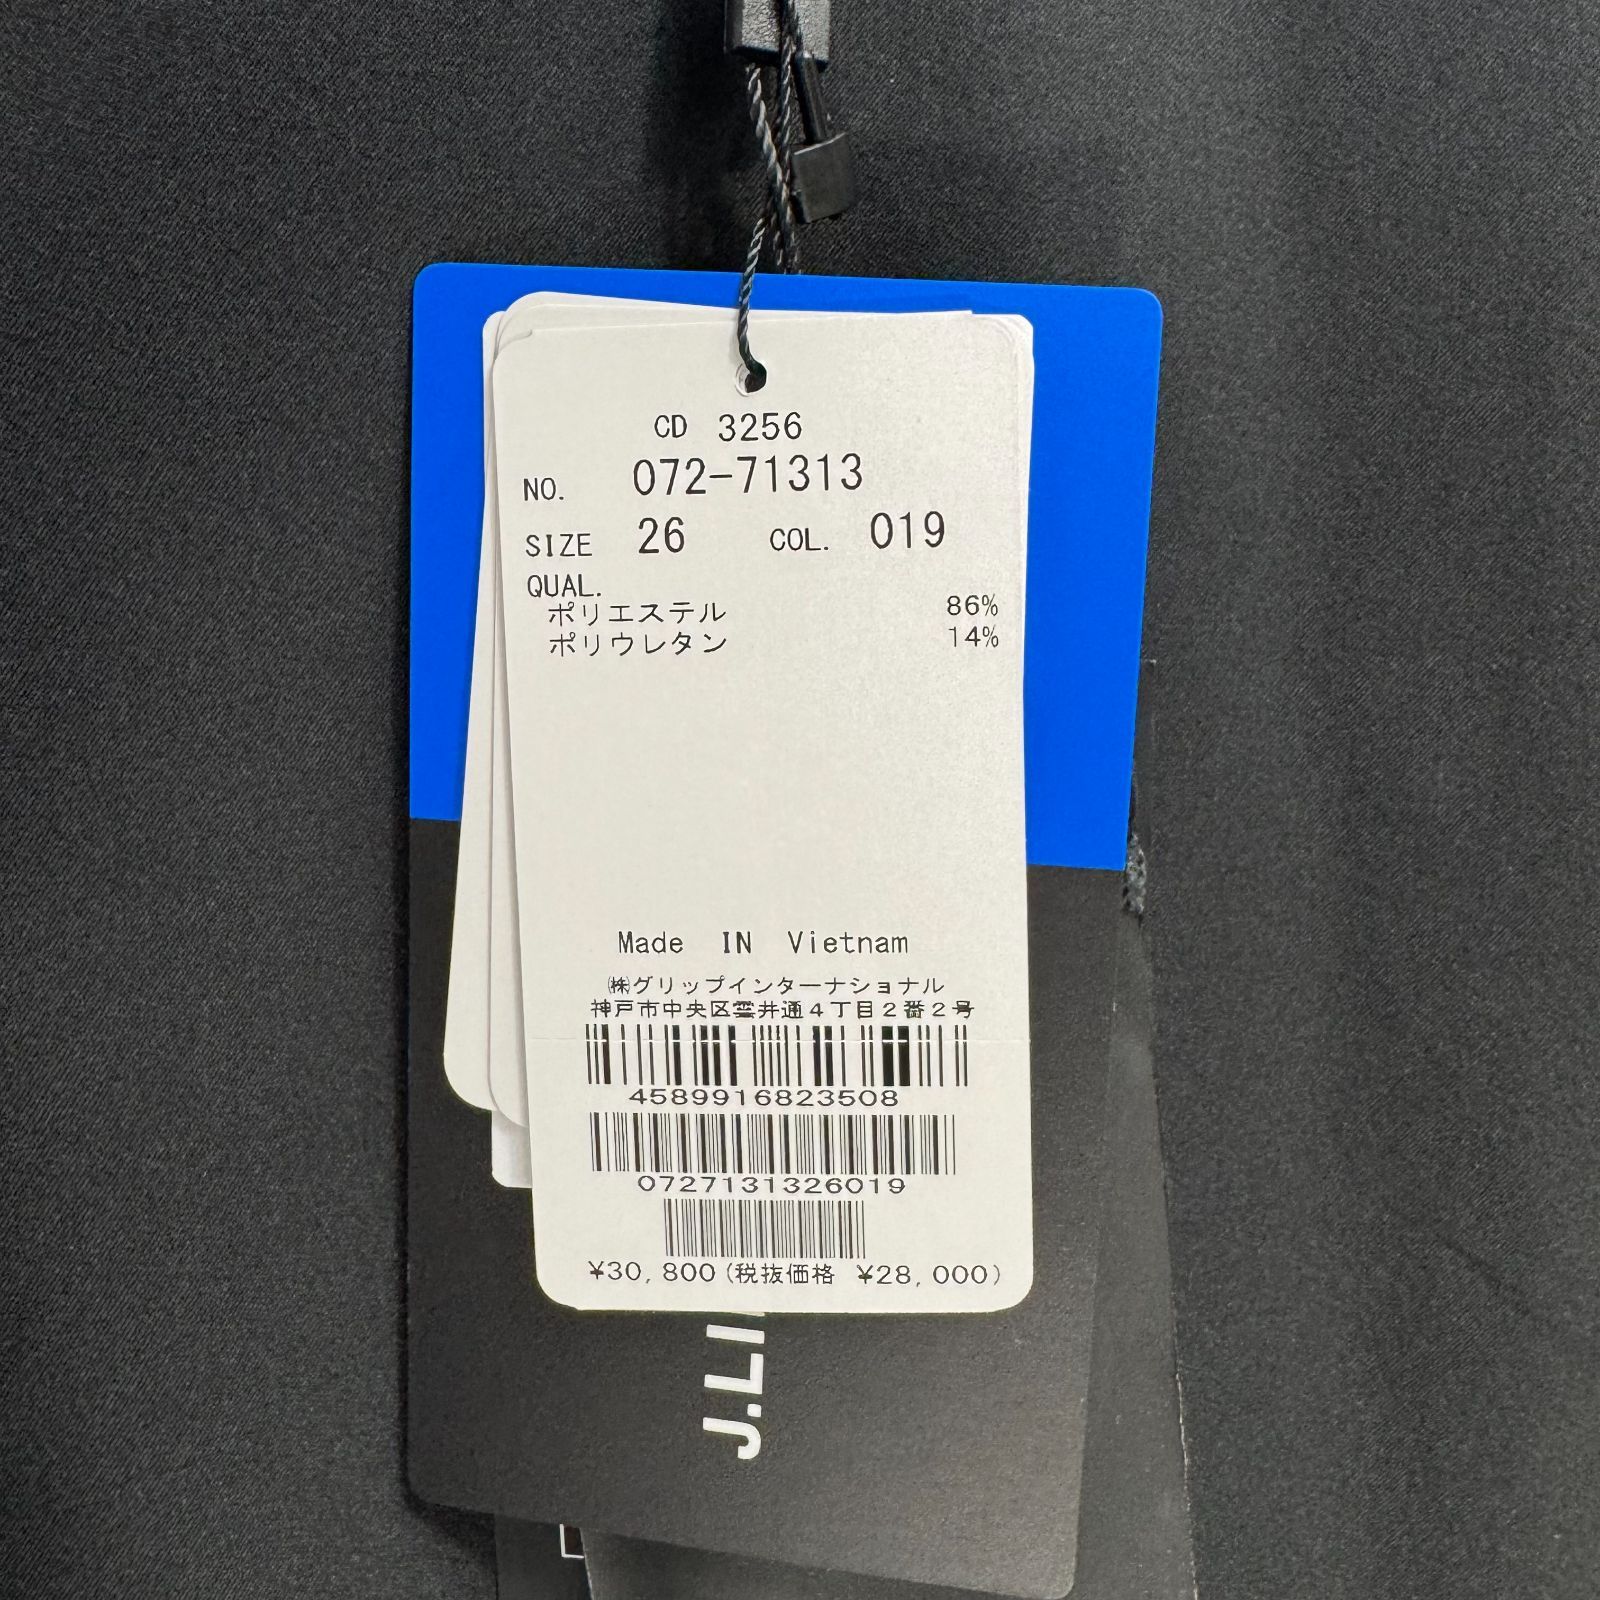 CD 3256
NO. 072-71313
SIZE 26 COL. 019
QUAL.
ポリエステル 86%
ポリウレタン 14%
Made IN Vietnam
㈱グリップインターナショナル
神戸市中央区雲井通4丁目2番2号
4589916823508
0727131326019
¥30,800(税抜価格 ¥28,000)
J.LI